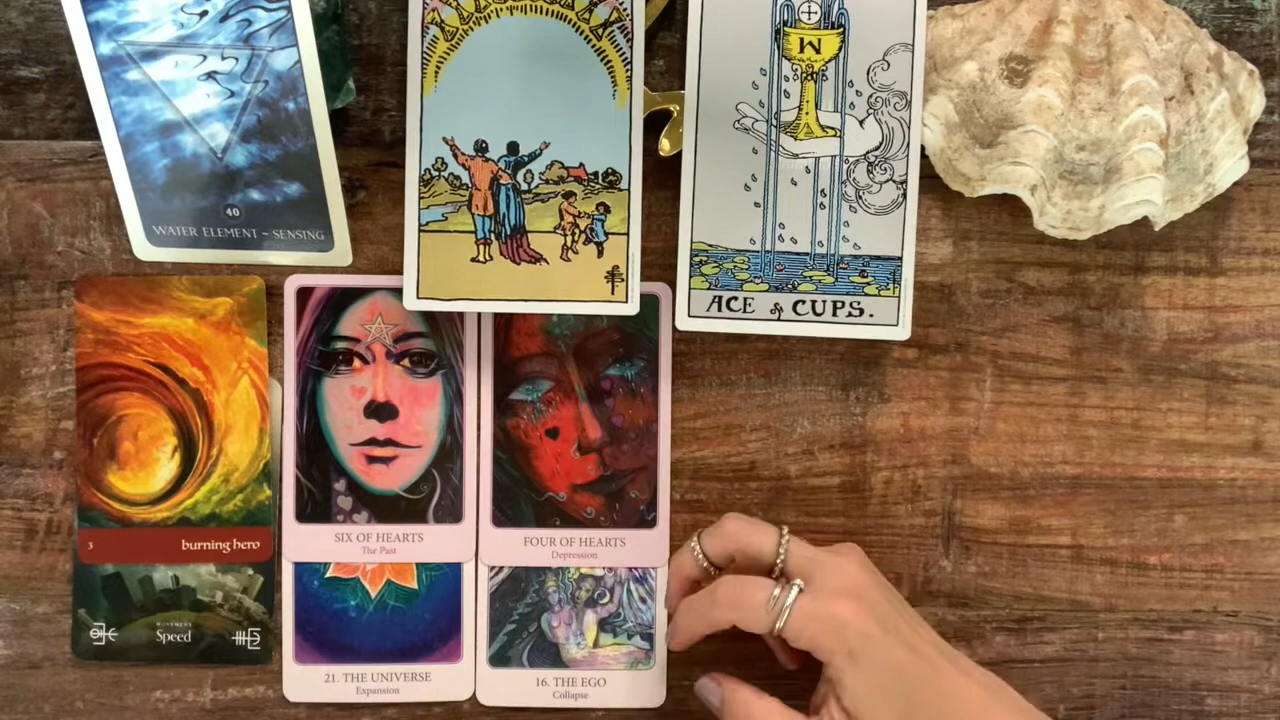 W
40
WATER ELEMENT ~ SENSING
ACE of CUPS.
3 burning hero
MOVEMENT
Speed
SIX OF HEARTS
The Past
FOUR OF HEARTS
Depression
21. THE UNIVERSE
Expansion
16. THE EGO
Collapse